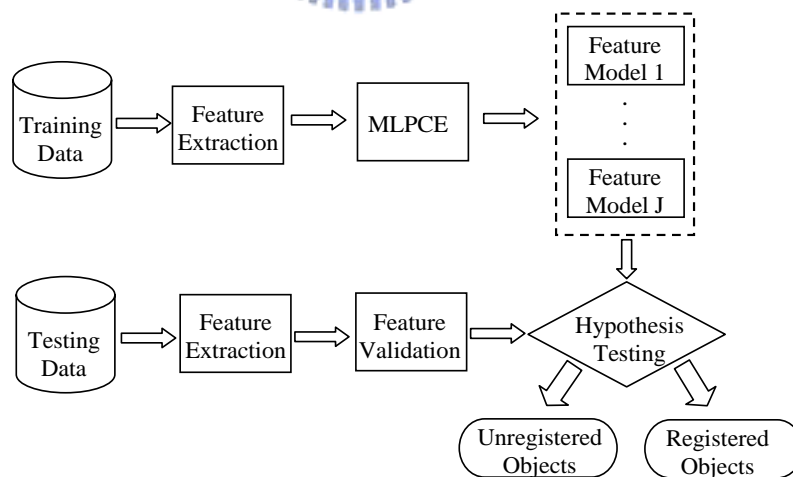 Training
Data
Feature
Extraction
MLPCE
Feature
Model 1
.
.
.
Feature
Model J
Testing
Data
Feature
Extraction
Feature
Validation
Hypothesis
Testing
Unregistered
Objects
Registered
Objects